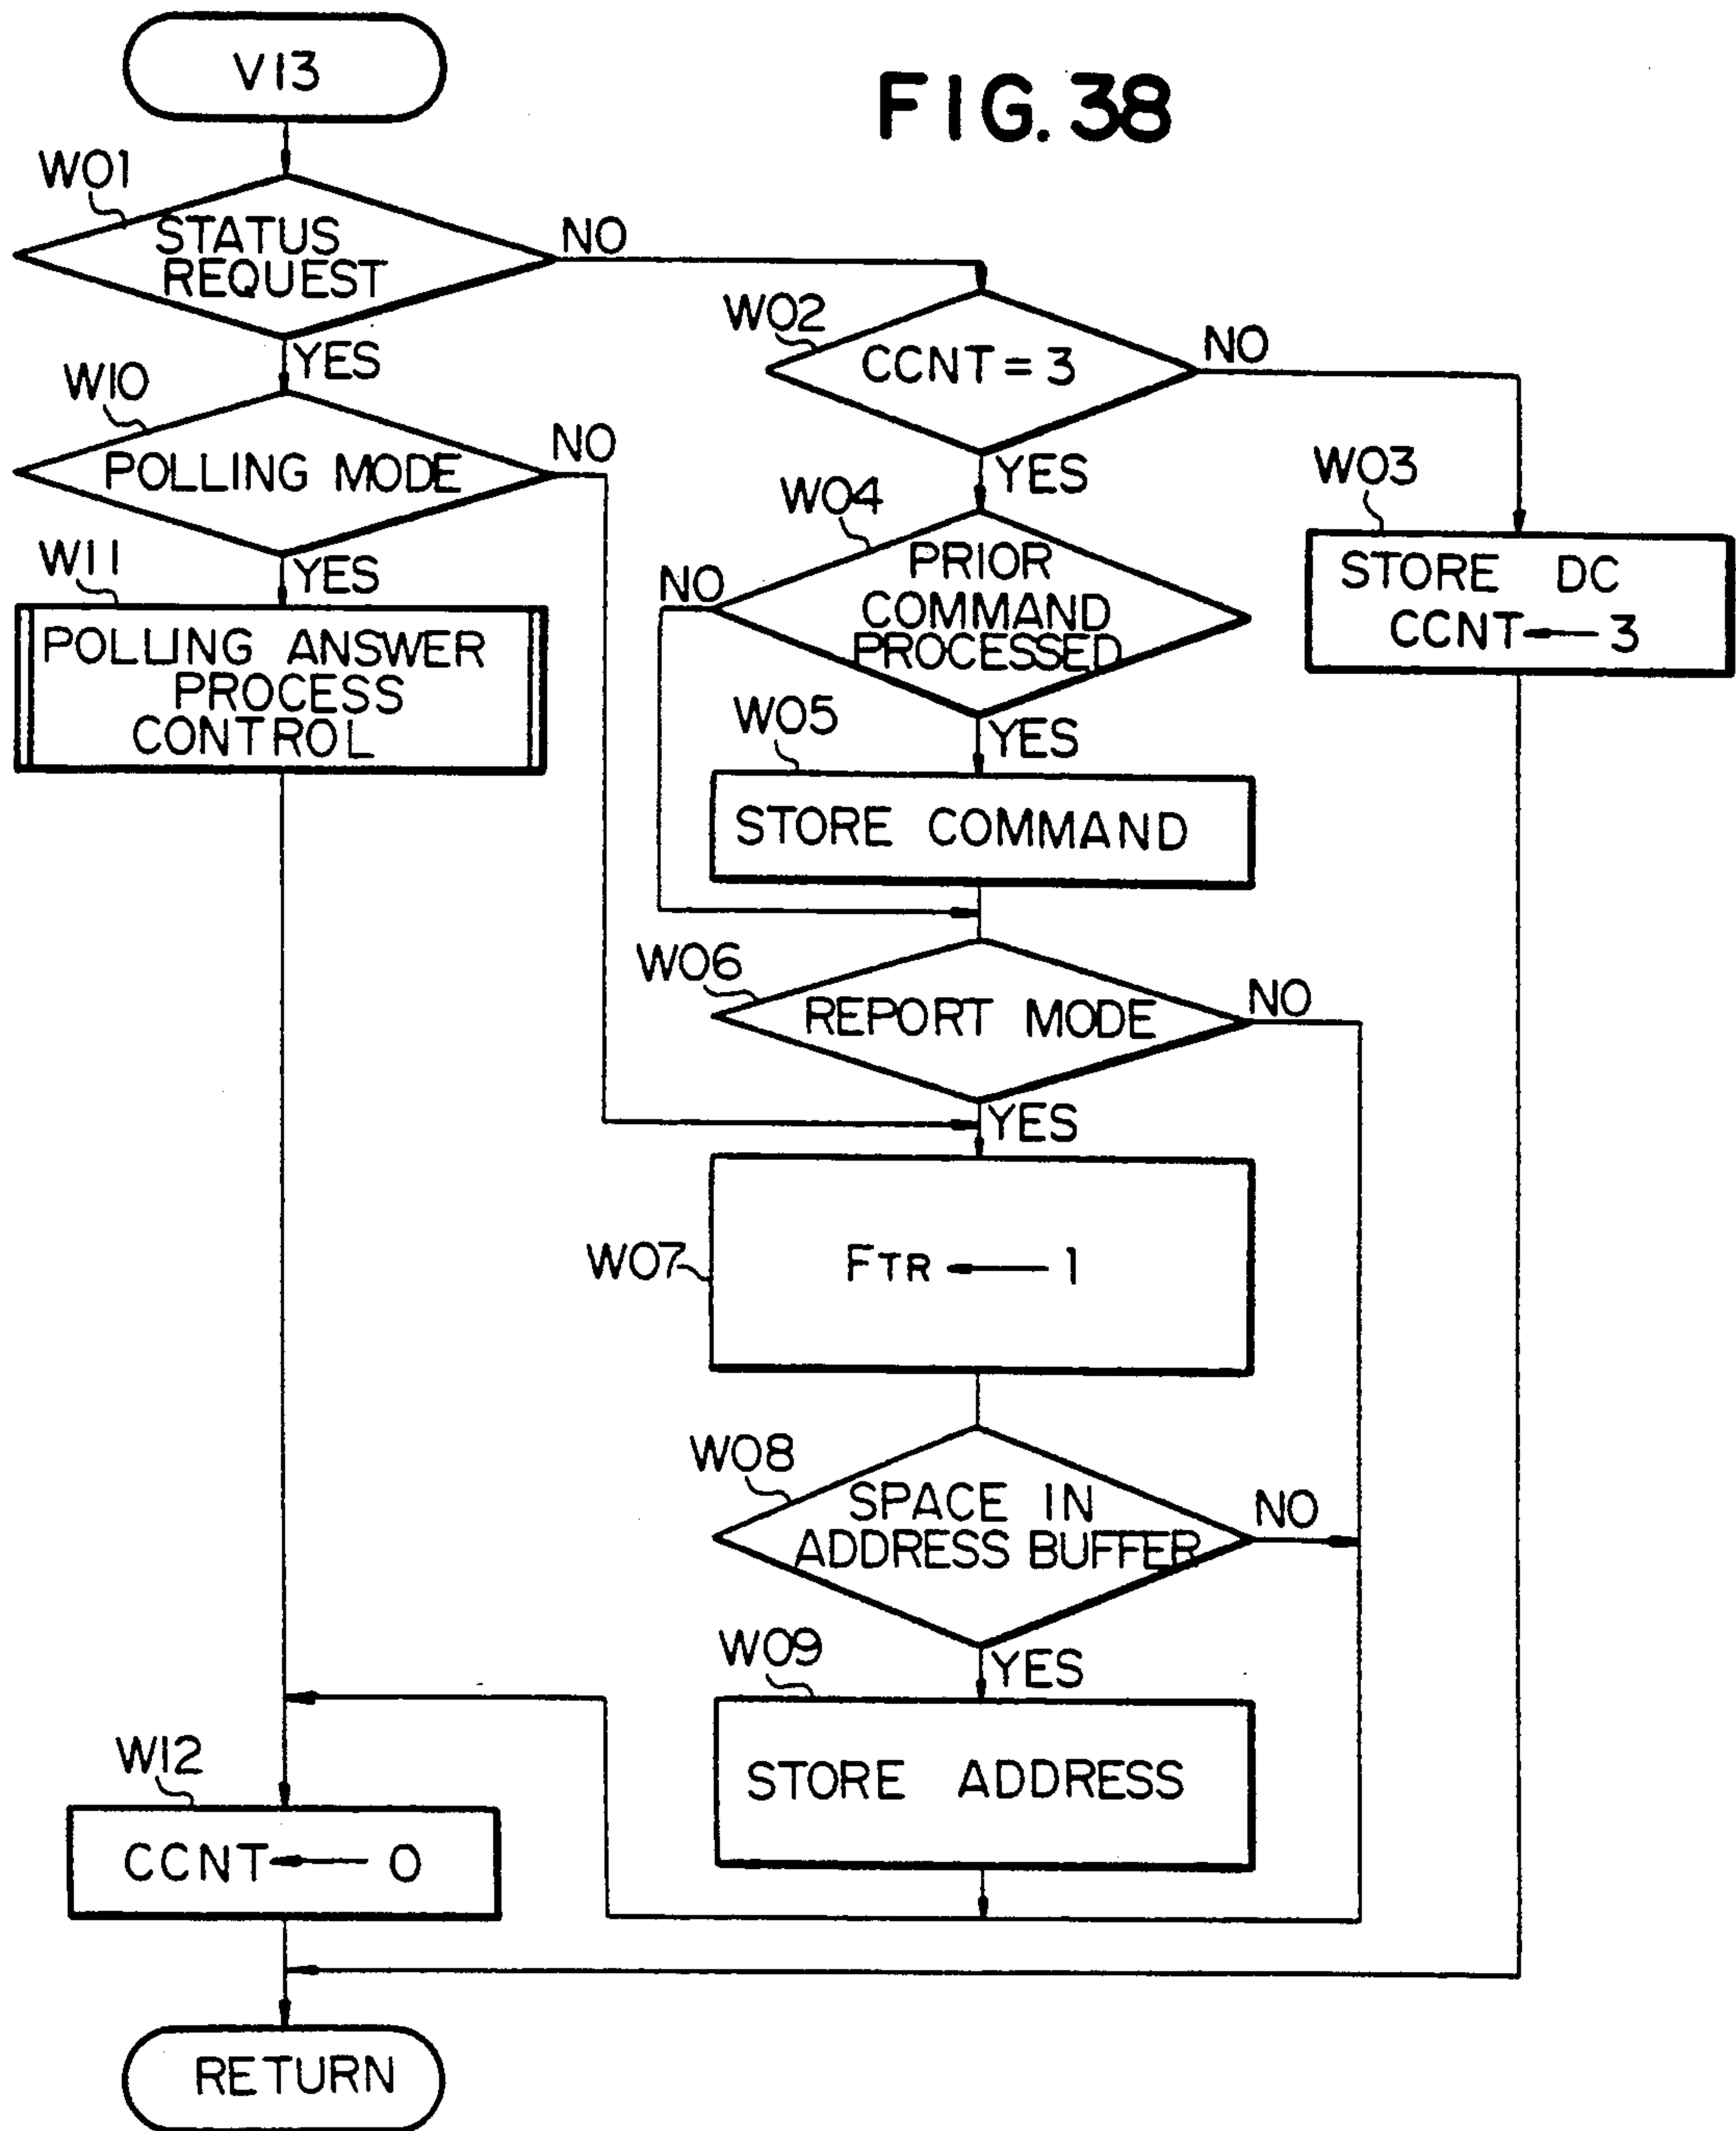 FIG. 38
V13
W01
STATUS
REQUEST
NO
YES
W02
CCNT = 3
NO
YES
W10
POLLING MODE
NO
YES
W03
STORE DC
CCNT ← 3
W04
PRIOR
COMMAND
PROCESSED
NO
YES
W11
POLLING ANSWER
PROCESS
CONTROL
W05
STORE COMMAND
W06
REPORT MODE
NO
YES
W07
FTR ← 1
W08
SPACE IN
ADDRESS BUFFER
NO
YES
W09
STORE ADDRESS
W12
CCNT ← 0
RETURN